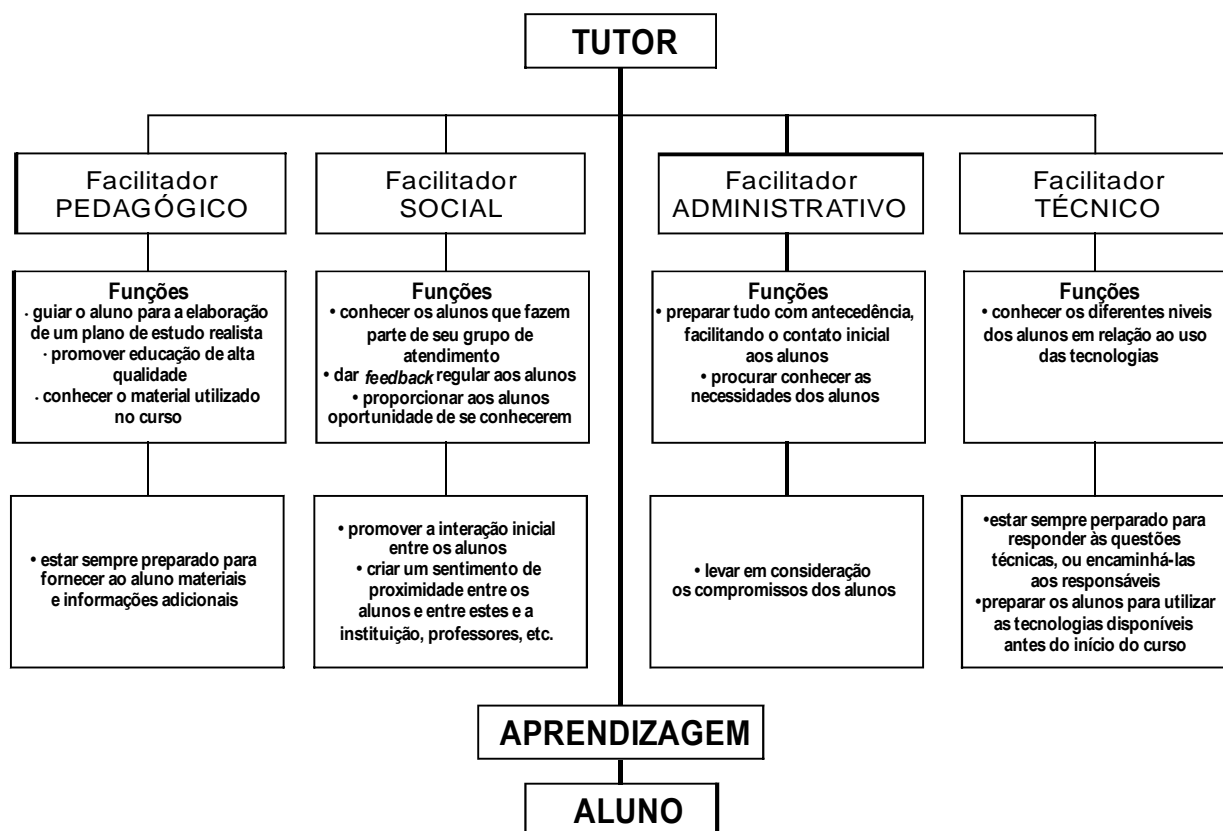 TUTOR
Facilitador
PEDAGÓGICO
Facilitador
SOCIAL
Facilitador
ADMINISTRATIVO
Facilitador
TÉCNICO
Funções
· guiar o aluno para a elaboração
de um plano de estudo realista
· promover educação de alta
qualidade
· conhecer o material utilizado
no curso
Funções
• conhecer os alunos que fazem
parte de seu grupo de
atendimento
• dar feedback regular aos alunos
• proporcionar aos alunos
oportunidade de se conhecerem
Funções
• preparar tudo com antecedência,
facilitando o contato inicial
aos alunos
• procurar conhecer as
necessidades dos alunos
Funções
• conhecer os diferentes niveis
dos alunos em relação ao uso
das tecnologias
• estar sempre preparado para
fornecer ao aluno materiais
e informações adicionais
• promover a interação inicial
entre os alunos
• criar um sentimento de
proximidade entre os
alunos e entre estes e a
instituição, professores, etc.
• levar em consideração
os compromissos dos alunos
•estar sempre perparado para
responder às questões
técnicas, ou encaminhá-las
aos responsáveis
•preparar os alunos para utilizar
as tecnologias disponíveis
antes do início do curso
APRENDIZAGEM
ALUNO